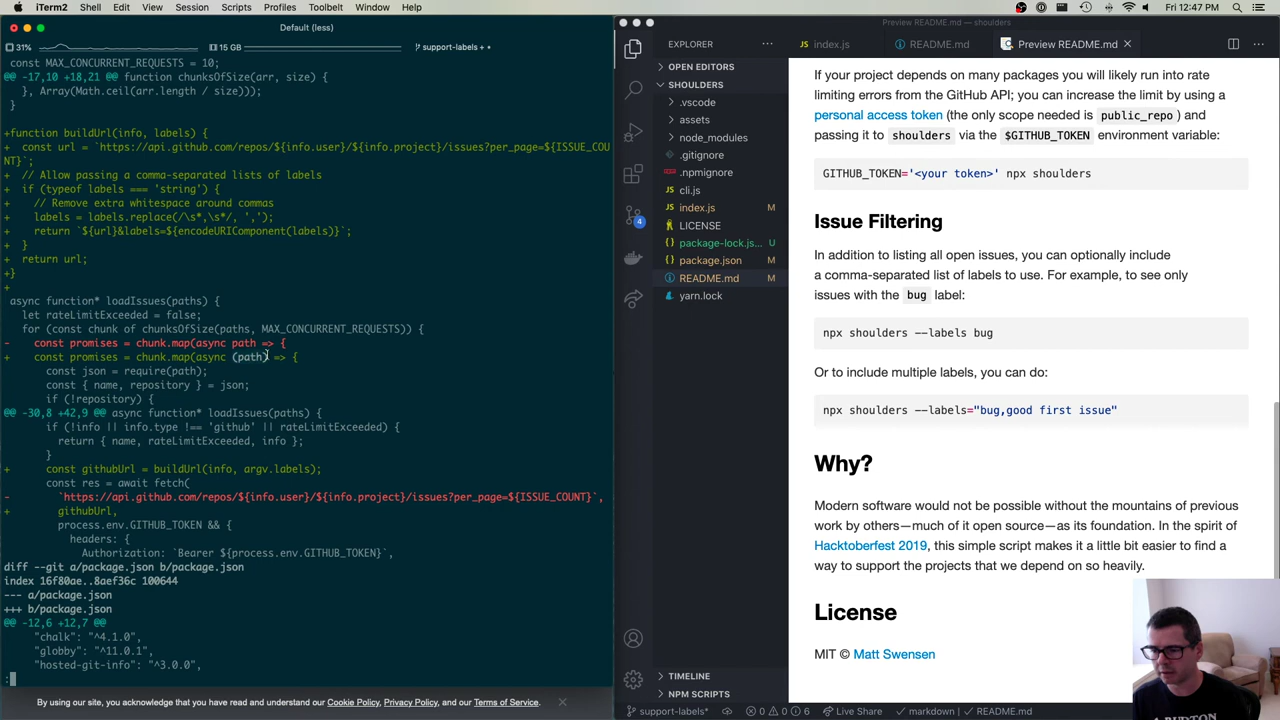 iTerm2 Shell Edit View Session Scripts Profiles Toolbelt Window Help
Fri 12:47 PM
Default (less)
31% 15 GB support-labels + •
const MAX_CONCURRENT_REQUESTS = 10;
@@ -17,10 +18,21 @@ function chunksOfSize(arr, size) {
}, Array(Math.ceil(arr.length / size)));
}
+function buildUrl(info, labels) {
+ const url = `https://api.github.com/repos/${info.user}/${info.project}/issues?per_page=${ISSUE_COU
NT}`;
+ // Allow passing a comma-separated lists of labels
+ if (typeof labels === 'string') {
+ // Remove extra whitespace around commas
+ labels = labels.replace(/\s*,\s*/, ',');
+ return `${url}&labels=${encodeURIComponent(labels)}`;
+ }
+ return url;
+}
+
async function* loadIssues(paths) {
let rateLimitExceeded = false;
for (const chunk of chunksOfSize(paths, MAX_CONCURRENT_REQUESTS)) {
- const promises = chunk.map(async path => {
+ const promises = chunk.map(async (path) => {
const json = require(path);
const { name, repository } = json;
if (!repository) {
@@ -30,8 +42,9 @@ async function* loadIssues(paths) {
if (!info || info.type !== 'github' || rateLimitExceeded) {
return { name, rateLimitExceeded, info };
}
+ const githubUrl = buildUrl(info, argv.labels);
const res = await fetch(
- `https://api.github.com/repos/${info.user}/${info.project}/issues?per_page=${ISSUE_COUNT}`,
+ githubUrl,
process.env.GITHUB_TOKEN && {
headers: {
Authorization: `Bearer ${process.env.GITHUB_TOKEN}`,
diff --git a/package.json b/package.json
index 16f80ae..8aef36c 100644
--- a/package.json
+++ b/package.json
@@ -12,6 +12,7 @@
"chalk": "^4.1.0",
"globby": "^11.0.1",
"hosted-git-info": "^3.0.0",
:
By using our site, you acknowledge that you have read and understand our Cookie Policy, Privacy Policy, and our Terms of Service.
Preview README.md — shoulders
EXPLORER
OPEN EDITORS
SHOULDERS
.vscode
assets
node_modules
.gitignore
.npmignore
cli.js
index.js M
LICENSE
package-lock.js... U
package.json M
README.md M
yarn.lock
4
TIMELINE
NPM SCRIPTS
index.js
README.md
Preview README.md
If your project depends on many packages you will likely run into rate
limiting errors from the GitHub API; you can increase the limit by using a
personal access token (the only scope needed is public_repo ) and
passing it to shoulders via the $GITHUB_TOKEN environment variable:
GITHUB_TOKEN='<your token>' npx shoulders
Issue Filtering
In addition to listing all open issues, you can optionally include
a comma-separated list of labels to use. For example, to see only
issues with the bug label:
npx shoulders --labels bug
Or to include multiple labels, you can do:
npx shoulders --labels="bug,good first issue"
Why?
Modern software would not be possible without the mountains of previous
work by others—much of it open source—as its foundation. In the spirit of
Hacktoberfest 2019, this simple script makes it a little bit easier to find a
way to support the projects that we depend on so heavily.
License
MIT © Matt Swensen
support-labels* 0 0 6 Live Share markdown | README.md
BURTON